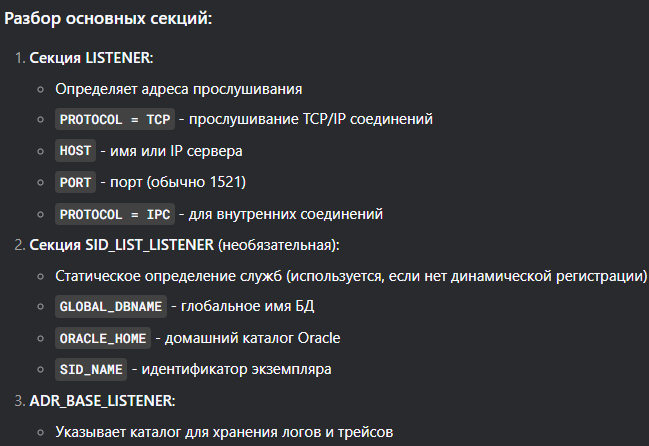 Разбор основных секций:
1. Секция LISTENER:
Определяет адреса прослушивания
PROTOCOL = TCP - прослушивание TCP/IP соединений
HOST - имя или IP сервера
PORT - порт (обычно 1521)
PROTOCOL = IPC - для внутренних соединений
2. Секция SID_LIST_LISTENER (необязательная):
Статическое определение служб (используется, если нет динамической регистрации)
GLOBAL_DBNAME - глобальное имя БД
ORACLE_HOME - домашний каталог Oracle
SID_NAME - идентификатор экземпляра
3. ADR_BASE_LISTENER:
Указывает каталог для хранения логов и трейсов